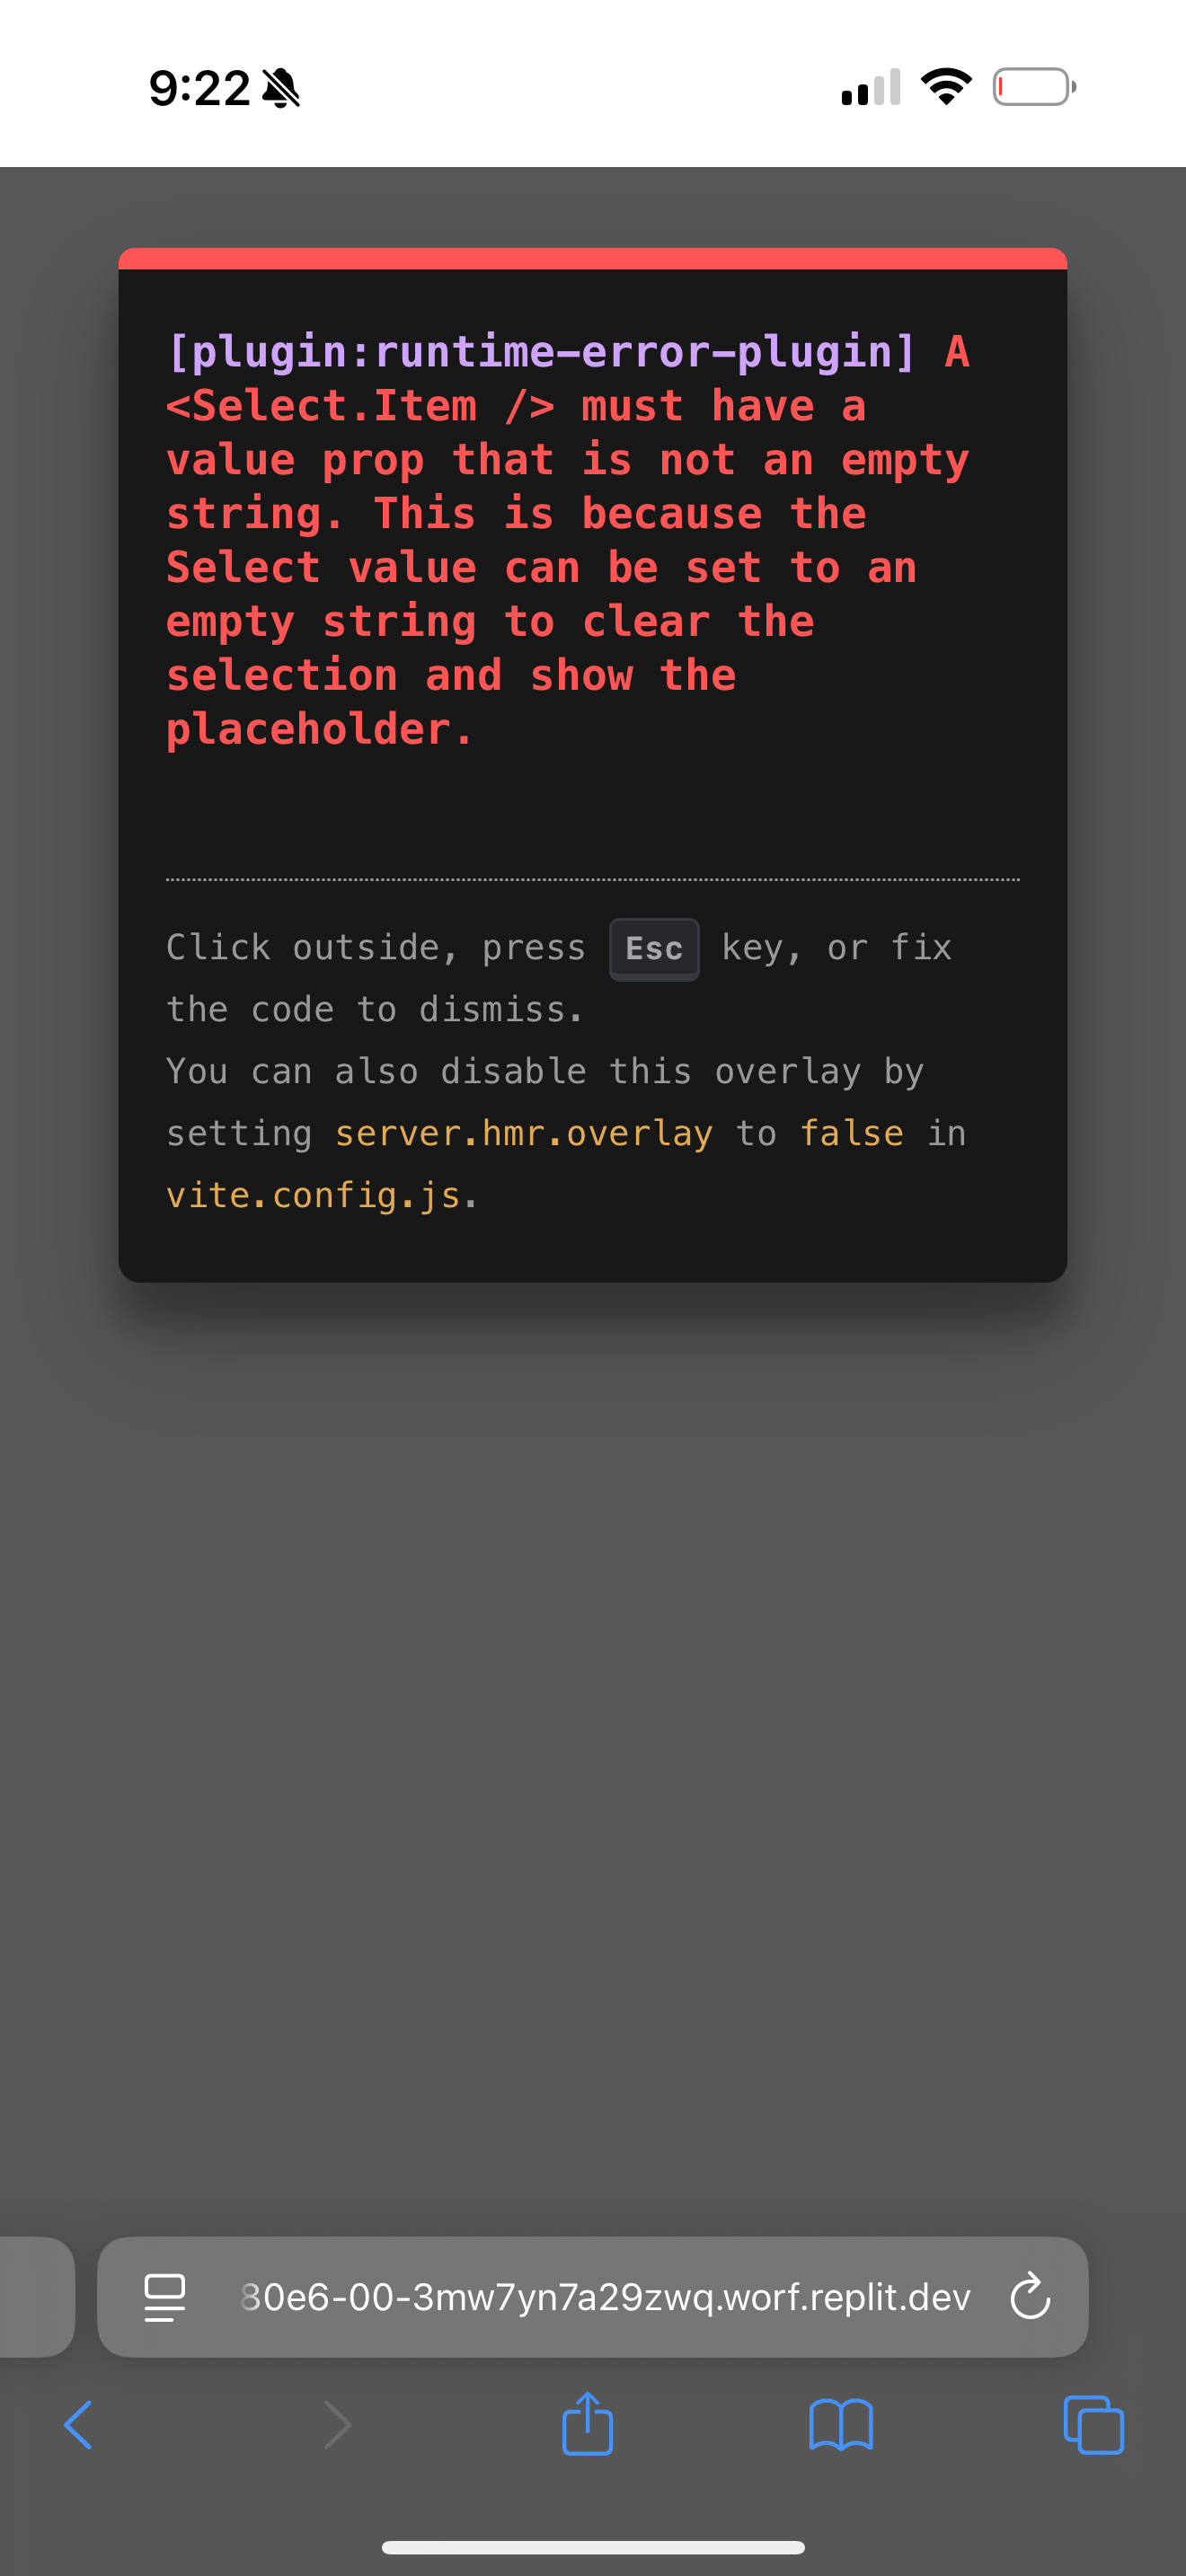 9:22
[plugin:runtime-error-plugin] A
<Select.Item /> must have a
value prop that is not an empty
string. This is because the
Select value can be set to an
empty string to clear the
selection and show the
placeholder.
Click outside, press Esc key, or fix
the code to dismiss.
You can also disable this overlay by
setting server.hmr.overlay to false in
vite.config.js.
80e6-00-3mw7yn7a29zwq.worf.replit.dev